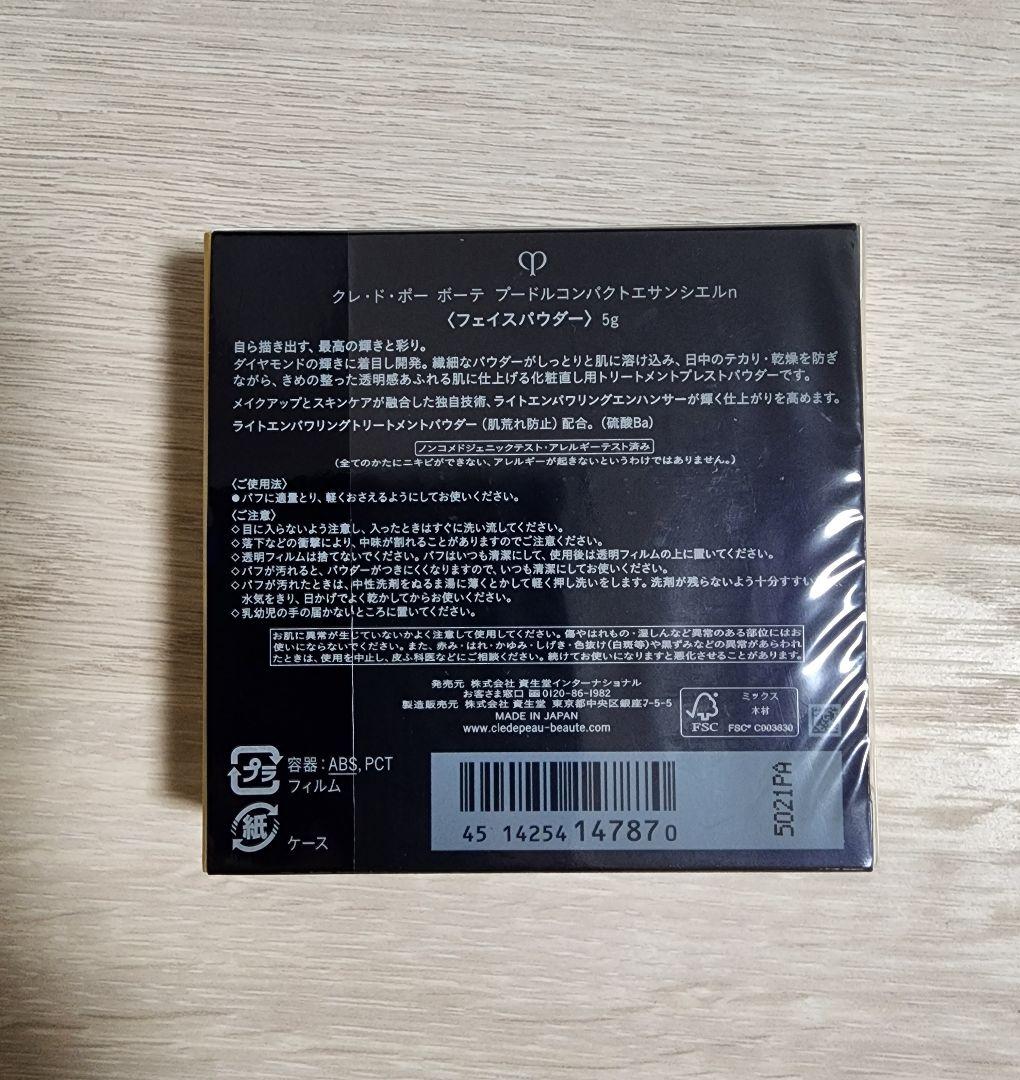 クレ・ド・ポー ボーテ プードルコンパクトエサンシエルn
〈フェイスパウダー〉5g
自ら描き出す、最高の輝きと彩り。
ダイヤモンドの輝きに着目し開発。繊細なパウダーがしっとりと肌に溶け込み、日中のテカリ・乾燥を防ぎ
ながら、きめの整った透明感あふれる肌に仕上げる化粧直し用トリートメントプレストパウダーです。
メイクアップとスキンケアが融合した独自技術、ライトエンパワリングエンハンサーが輝く仕上がりを高めます。
ライトエンパワリングトリートメントパウダー（肌荒れ防止）配合。（硫酸Ba）
ノンコメドジェニックテスト・アレルギーテスト済み
（全てのかたにニキビができない、アレルギーが起きないというわけではありません。）
〈ご使用法〉
●パフに適量とり、軽くおさえるようにしてお使いください。
〈ご注意〉
◇目に入らないよう注意し、入ったときはすぐに洗い流してください。
◇落下などの衝撃により、中味が割れることがありますのでご注意ください。
◇透明フィルムは捨てないでください。パフはいつも清潔にして、使用後は透明フィルムの上に置いてください。
◇パフが汚れると、パウダーがつきにくくなりますので、いつも清潔にしてお使いください。
◇パフが汚れたときは、中性洗剤をぬるま湯に薄くとかして軽く押し洗いをします。洗剤が残らないよう十分すすい
水気をきり、日かげでよく乾かしてからお使いください。
◇乳幼児の手の届かないところに置いてください。
お肌に異常が生じていないかよく注意して使用してください。傷やはれもの・湿しんなど異常のある部位にはお
使いにならないでください。また、赤み・はれ・かゆみ・しげき・色抜け(白斑等)や黒ずみなどの異常があらわれ
たときは、使用を中止し、皮ふ科医などにご相談ください。続けてお使いになりますと悪化させることがあります。
発売元 株式会社 資生堂インターナショナル
お客さま窓口 0120-86-1982
製造販売元 株式会社 資生堂 東京都中央区銀座7-5-5
MADE IN JAPAN
www.cledepeau-beaute.com
FSC
ミックス
木材
FSC® C003630
プラ
容器：ABS, PCT
フィルム
紙
ケース
45 14254 14787 0
5021PA